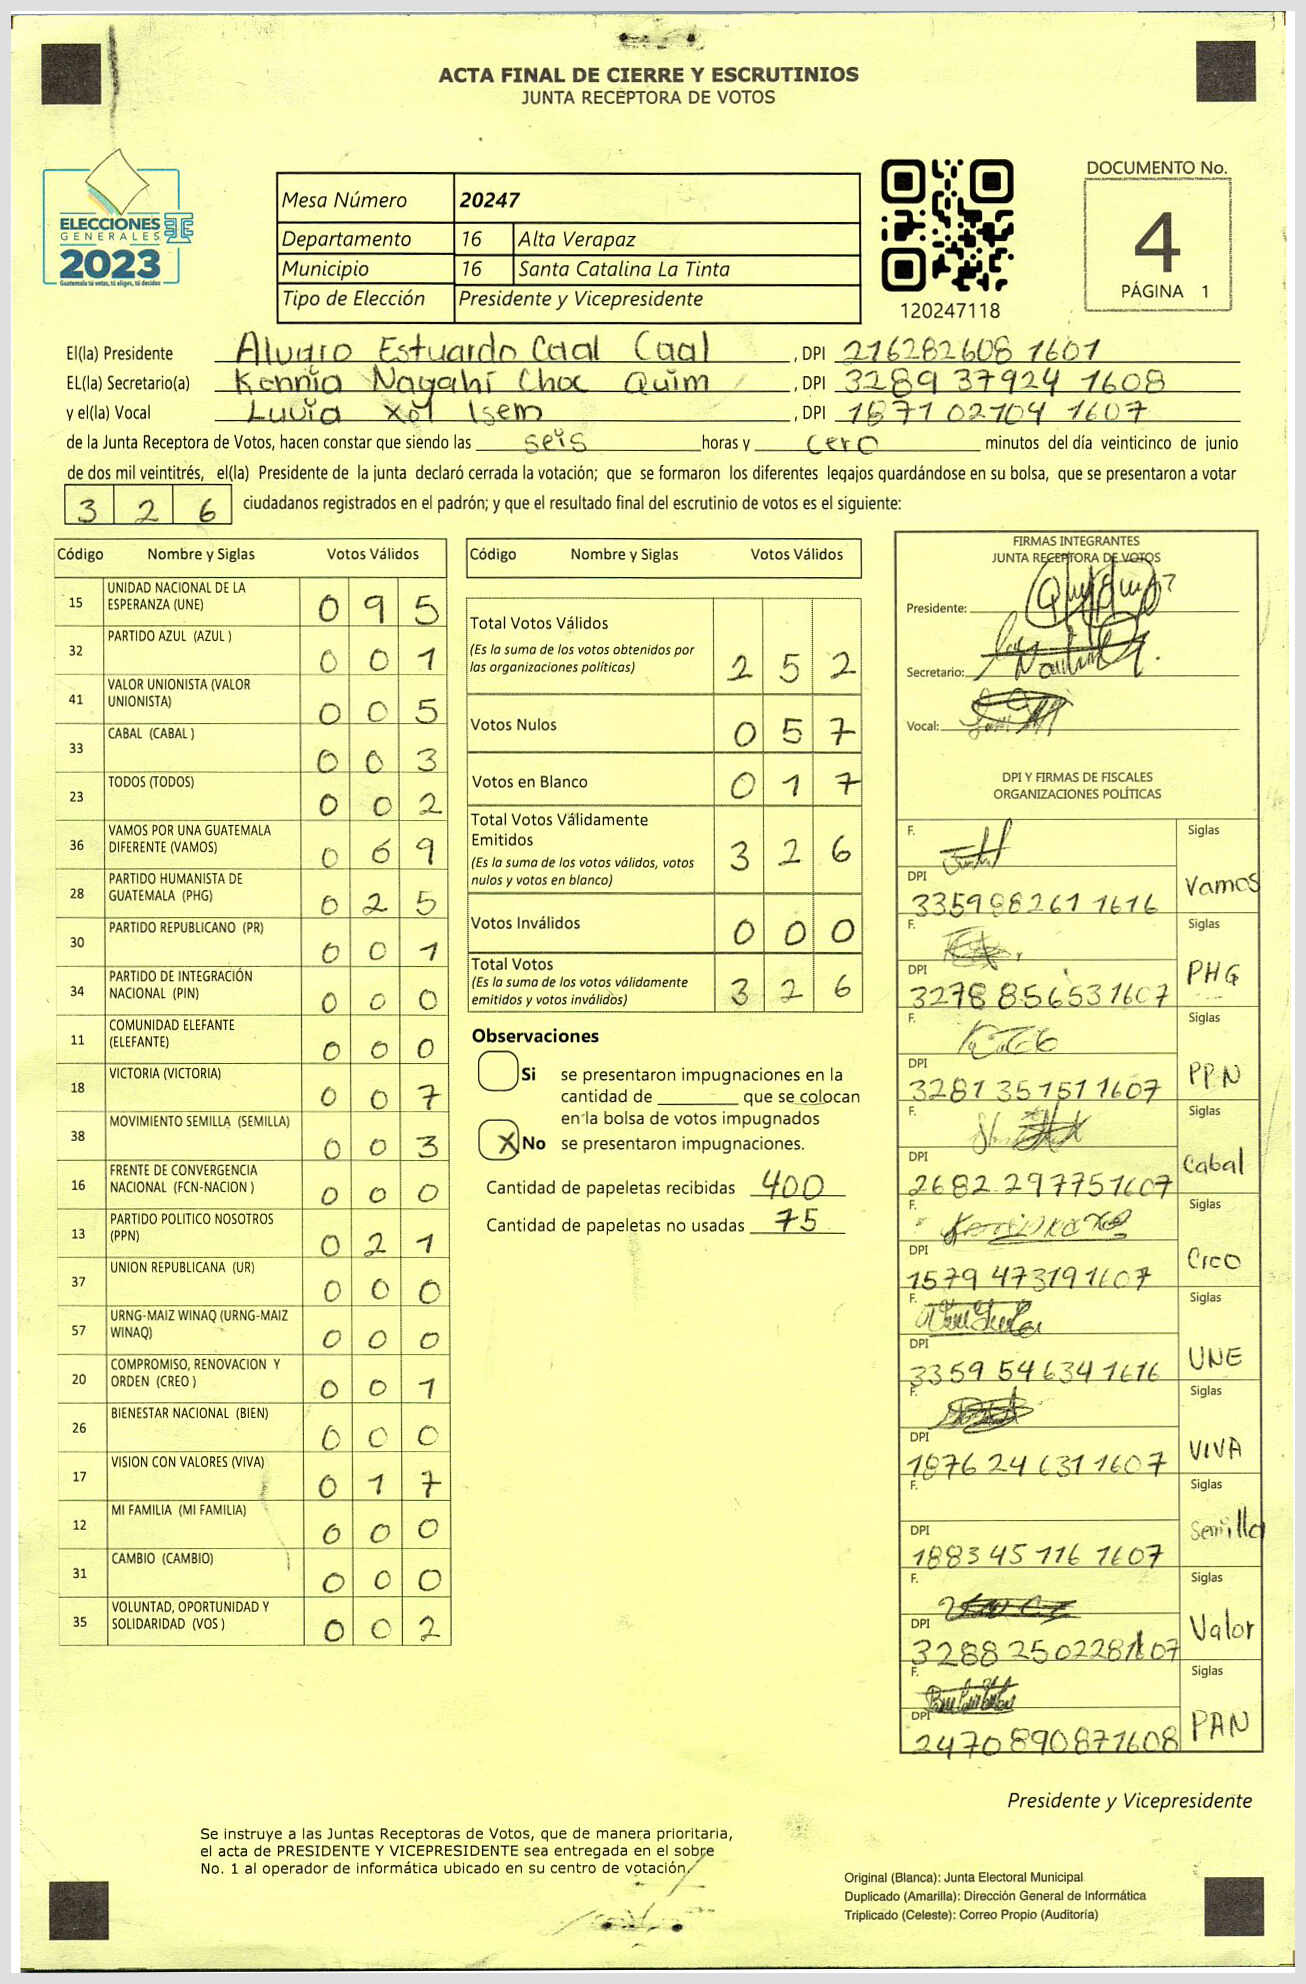 ACTA FINAL DE CIERRE Y ESCRUTINIOS
JUNTA RECEPTORA DE VOTOS
ELECCIONES
GENERALES
2023
Guatemala tú votas, tú eliges, tú decides
Mesa Número 20247
Departamento 16 Alta Verapaz
Municipio 16 Santa Catalina La Tinta
Tipo de Elección Presidente y Vicepresidente
120247118
DOCUMENTO No.
4
PÁGINA 1
El(la) Presidente Alvaro Estuardo Caal Caal , DPI 216282608 1601
EL(la) Secretario(a) Kennia Nayahí Choc Quim , DPI 3289 37924 1608
y el(la) Vocal Luvia Xol Isem , DPI 1871 02104 1607
de la Junta Receptora de Votos, hacen constar que siendo las seis horas y cero minutos del día veinticinco de junio
de dos mil veintitrés, el(la) Presidente de la junta declaró cerrada la votación; que se formaron los diferentes legajos quardándose en su bolsa, que se presentaron a votar
3 2 6 ciudadanos registrados en el padrón; y que el resultado final del escrutinio de votos es el siguiente:
Código Nombre y Siglas Votos Válidos
15 UNIDAD NACIONAL DE LA ESPERANZA (UNE) 0 9 5
32 PARTIDO AZUL (AZUL ) 0 0 1
41 VALOR UNIONISTA (VALOR UNIONISTA) 0 0 5
33 CABAL (CABAL ) 0 0 3
23 TODOS (TODOS) 0 0 2
36 VAMOS POR UNA GUATEMALA DIFERENTE (VAMOS) 0 6 9
28 PARTIDO HUMANISTA DE GUATEMALA (PHG) 0 2 5
30 PARTIDO REPUBLICANO (PR) 0 0 1
34 PARTIDO DE INTEGRACIÓN NACIONAL (PIN) 0 0 0
11 COMUNIDAD ELEFANTE (ELEFANTE) 0 0 0
18 VICTORIA (VICTORIA) 0 0 7
38 MOVIMIENTO SEMILLA (SEMILLA) 0 0 3
16 FRENTE DE CONVERGENCIA NACIONAL (FCN-NACION ) 0 0 0
13 PARTIDO POLITICO NOSOTROS (PPN) 0 2 1
37 UNION REPUBLICANA (UR) 0 0 0
57 URNG-MAIZ WINAQ (URNG-MAIZ WINAQ) 0 0 0
20 COMPROMISO, RENOVACION Y ORDEN (CREO ) 0 0 1
26 BIENESTAR NACIONAL (BIEN) 0 0 0
17 VISION CON VALORES (VIVA) 0 1 7
12 MI FAMILIA (MI FAMILIA) 0 0 0
31 CAMBIO (CAMBIO) 0 0 0
35 VOLUNTAD, OPORTUNIDAD Y SOLIDARIDAD (VOS ) 0 0 2
Código Nombre y Siglas Votos Válidos
Total Votos Válidos 2 5 2
(Es la suma de los votos obtenidos por
las organizaciones políticas)
Votos Nulos 0 5 7
Votos en Blanco 0 1 7
Total Votos Válidamente
Emitidos 3 2 6
(Es la suma de los votos válidos, votos
nulos y votos en blanco)
Votos Inválidos 0 0 0
Total Votos 3 2 6
(Es la suma de los votos válidamente
emitidos y votos inválidos)
Observaciones
Si se presentaron impugnaciones en la
cantidad de ________ que se colocan
en la bolsa de votos impugnados
X No se presentaron impugnaciones.
Cantidad de papeletas recibidas 400
Cantidad de papeletas no usadas 75
FIRMAS INTEGRANTES
JUNTA RECEPTORA DE VOTOS
Presidente:
Secretario:
Vocal:
DPI Y FIRMAS DE FISCALES
ORGANIZACIONES POLÍTICAS
F. Siglas
DPI Vamos
335998261 1616
F. Siglas
DPI PHG
3278 85653 1607
F. Siglas
DPI PPN
3281 35151 1607
F. Siglas
DPI Cabal
2682 29775 1607
F. Siglas
DPI Creo
1579 47319 1607
F. Siglas
DPI UNE
3359 54634 1616
F. Siglas
DPI VIVA
1876 24631 1607
F. Siglas
DPI Semilla
1883 45 116 1607
F. Siglas
DPI Valor
3288 25022 8 1607
F. Siglas
DPI PAN
2470890871608
Presidente y Vicepresidente
Se instruye a las Juntas Receptoras de Votos, que de manera prioritaria,
el acta de PRESIDENTE Y VICEPRESIDENTE sea entregada en el sobre
No. 1 al operador de informática ubicado en su centro de votación.
Original (Blanca): Junta Electoral Municipal
Duplicado (Amarilla): Dirección General de Informática
Triplicado (Celeste): Correo Propio (Auditoría)